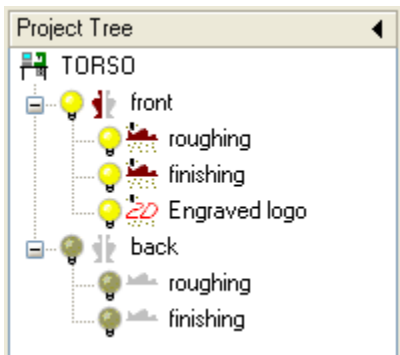 Project Tree
TORSO
front
roughing
finishing
2D Engraved logo
back
roughing
finishing